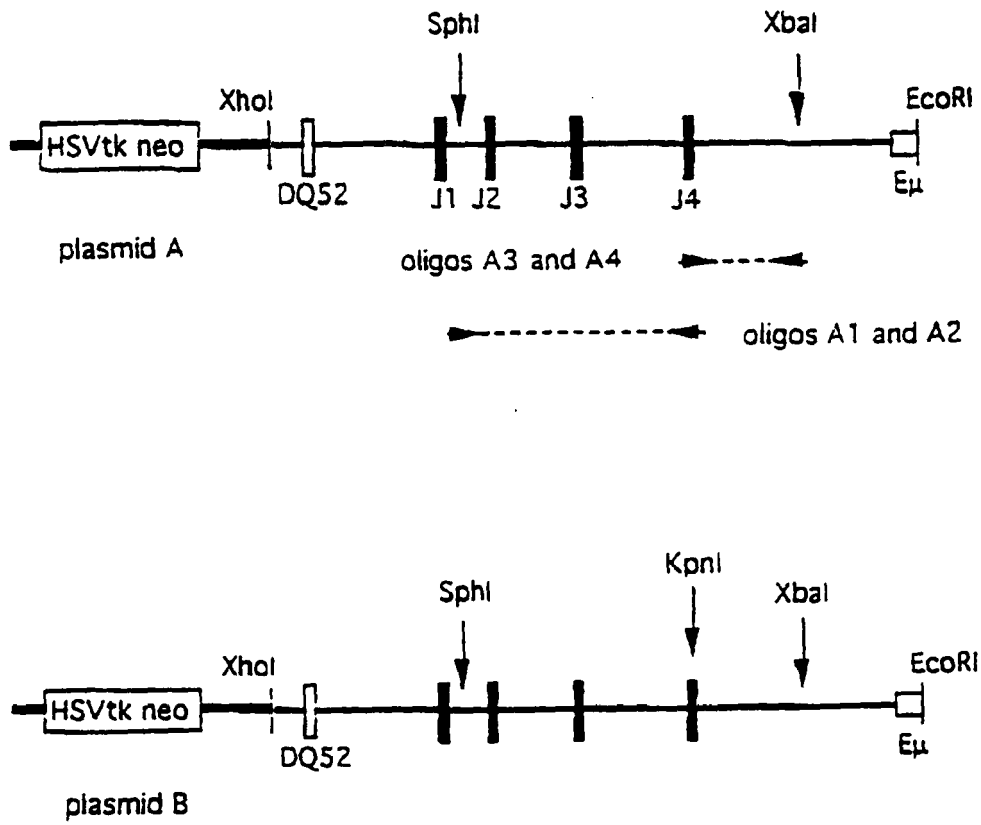 SphI
XbaI
XhoI
EcoRI
HSVtk neo
DQ52
J1 J2 J3 J4
Eμ
plasmid A
oligos A3 and A4
oligos A1 and A2
KpnI
SphI
XbaI
XhoI
EcoRI
HSVtk neo
DQ52
Eμ
plasmid B